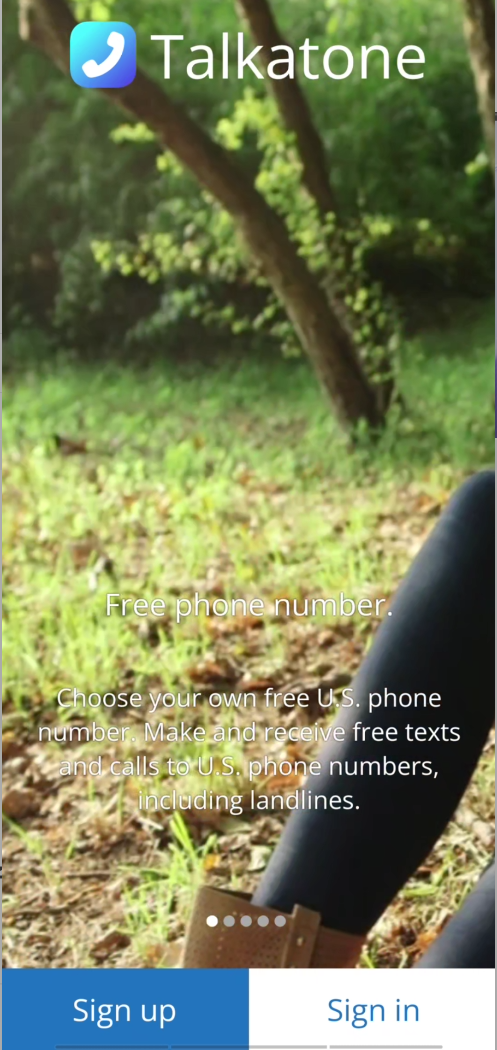 Talkatone
Free phone number.
Choose your own free U.S. phone
number. Make and receive free texts
and calls to U.S. phone numbers,
including landlines.
Sign up
Sign in